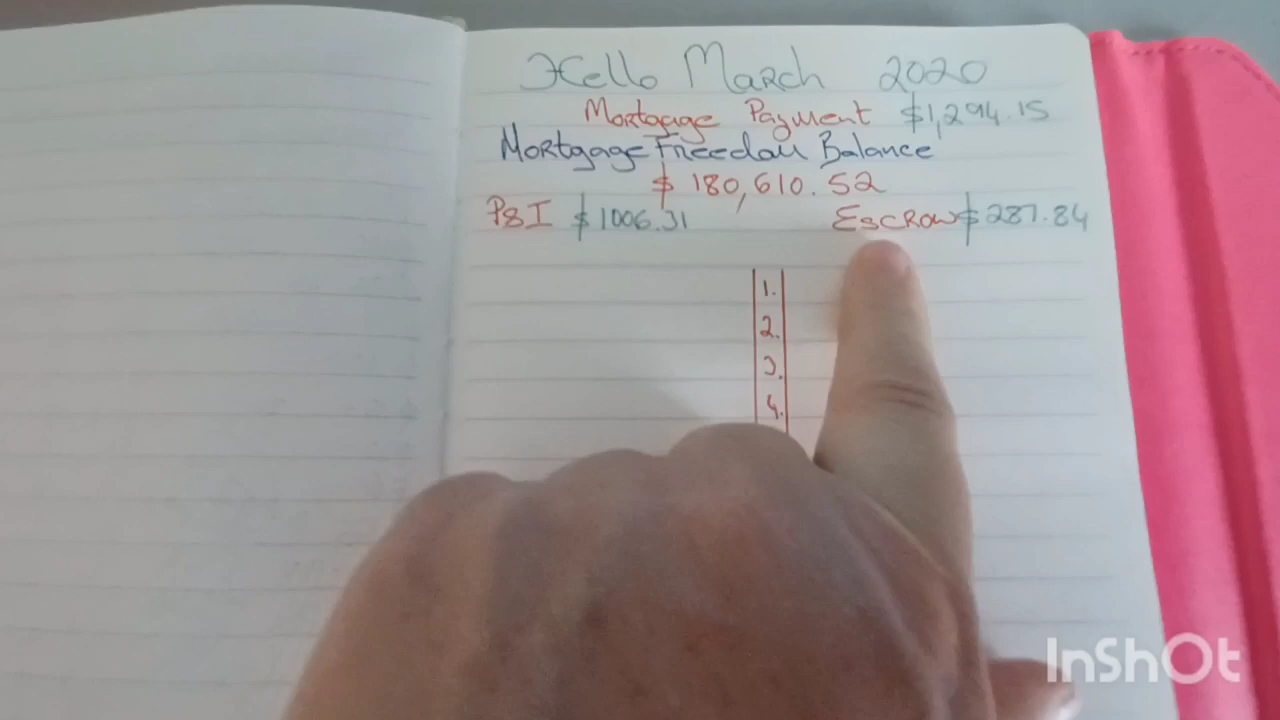 Hello March 2020
Mortgage Payment $1,294.15
Mortgage Freedom Balance
$ 180,610.52
P&I $1006.31 Escrow $287.84
1.
2.
3.
4.
InShOt